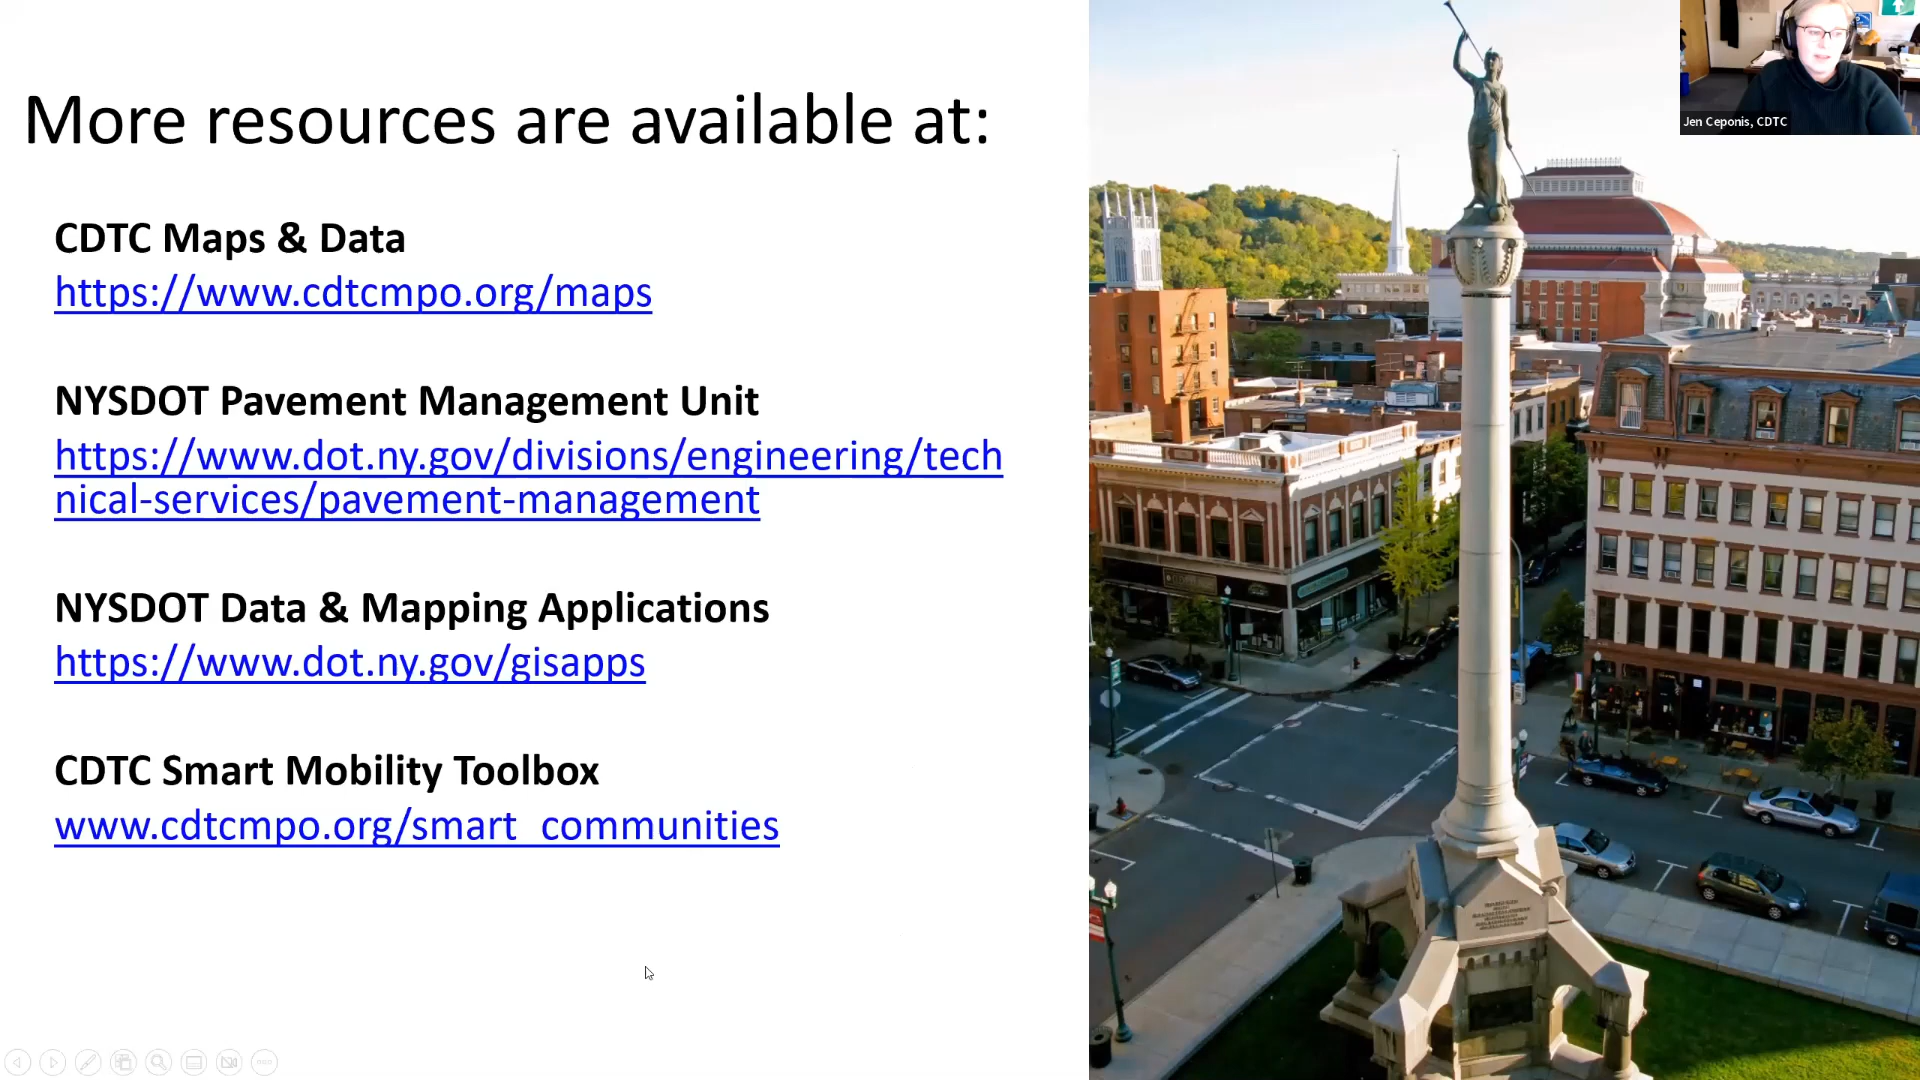 More resources are available at:
Jen Ceponis, CDTC
CDTC Maps & Data
https://www.cdtcmpo.org/maps
NYSDOT Pavement Management Unit
https://www.dot.ny.gov/divisions/engineering/tech
nical-services/pavement-management
NYSDOT Data & Mapping Applications
https://www.dot.ny.gov/gisapps
CDTC Smart Mobility Toolbox
www.cdtcmpo.org/smart_communities